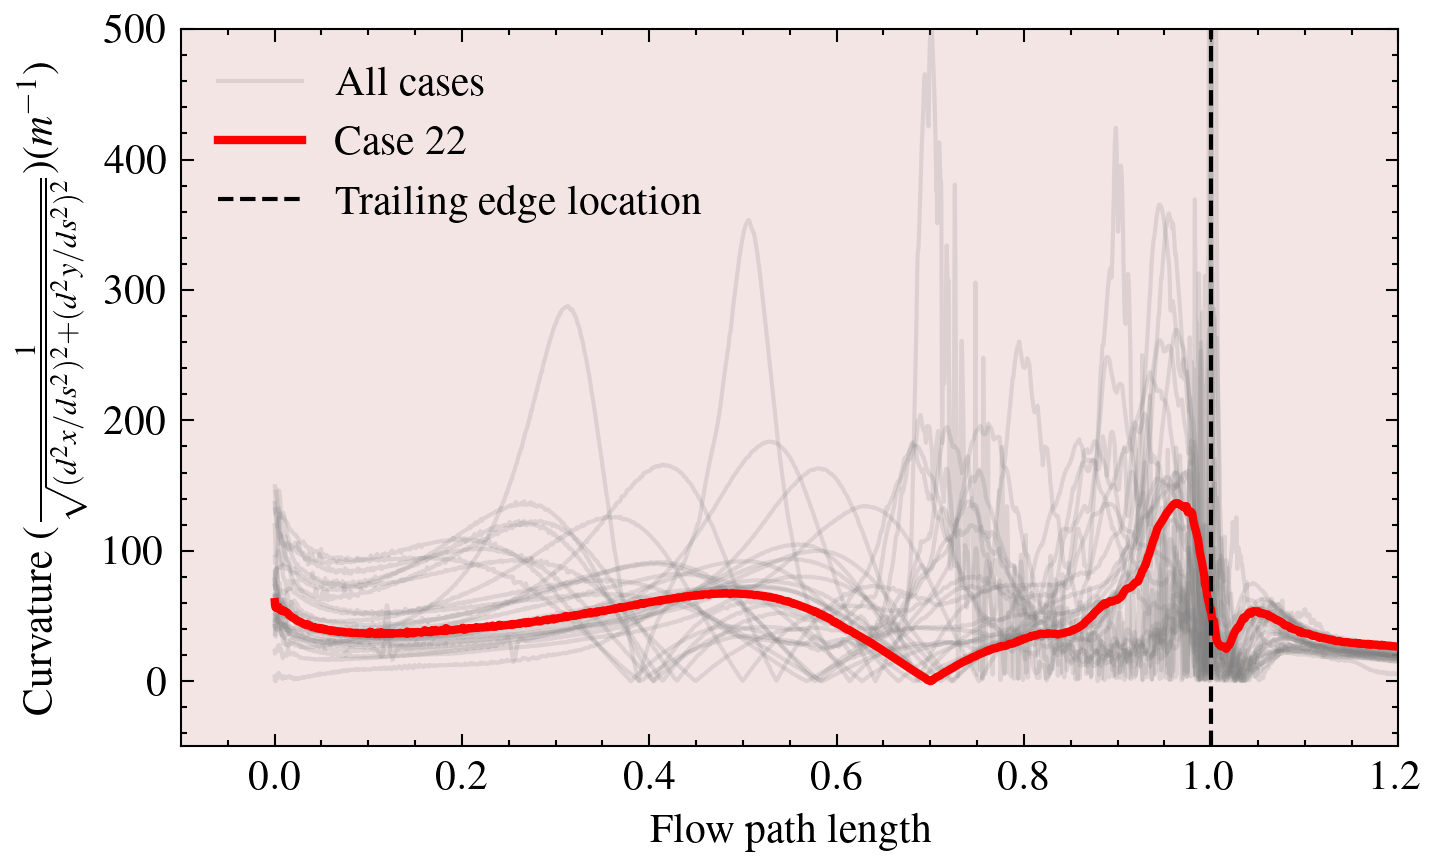 500
400
300
200
100
0
Curvature ( \frac{1}{\sqrt{(d^2x/ds^2)^2+(d^2y/ds^2)^2}})(m^{-1})
All cases
Case 22
Trailing edge location
0.0 0.2 0.4 0.6 0.8 1.0 1.2
Flow path length